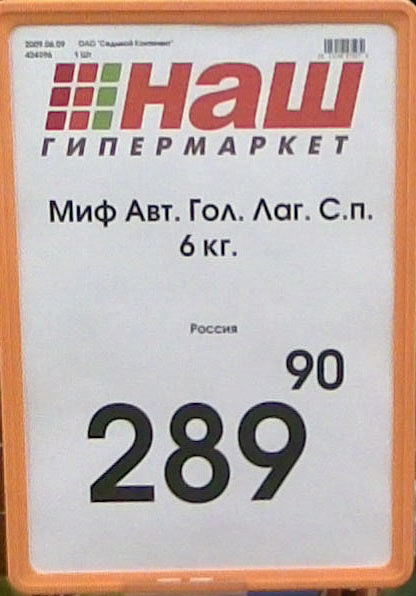 2009.06.09 ОАО "Седьмой Континент"
424096 1 Шт
наш
ГИПЕРМАРКЕТ
Миф Авт. Гол. Лаг. С.п.
6 кг.
Россия
90
289